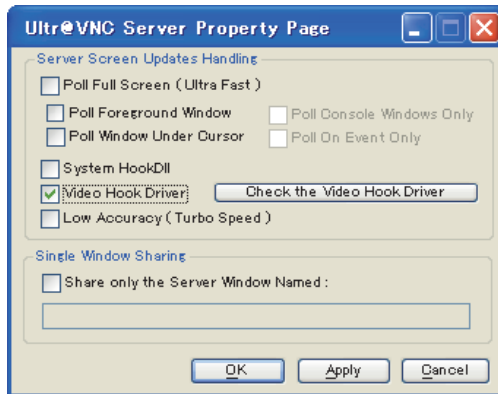 Ultr@VNC Server Property Page
Server Screen Updates Handling
Poll Full Screen ( Ultra Fast )
Poll Foreground Window
Poll Console Windows Only
Poll Window Under Cursor
Poll On Event Only
System HookDll
Video Hook Driver
Check the Video Hook Driver
Low Accuracy ( Turbo Speed )
Single Window Sharing
Share only the Server Window Named :
OK
Apply
Cancel